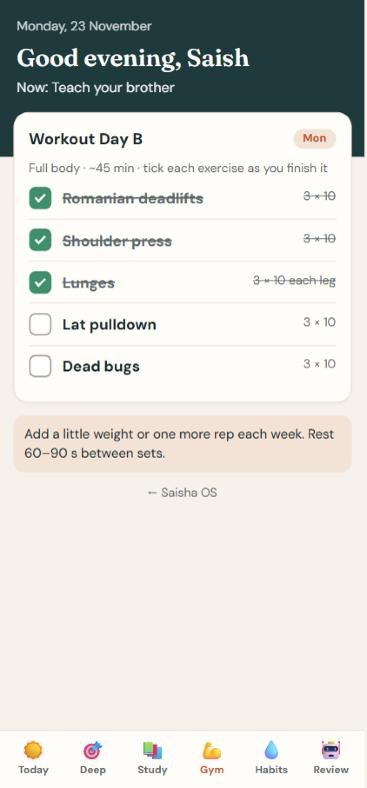 Monday, 23 November
Good evening, Saish
Now: Teach your brother
Workout Day B
Mon
Full body · ~45 min · tick each exercise as you finish it
Romanian deadlifts
3 × 10
Shoulder press
3 × 10
Lunges
3 × 10 each leg
Lat pulldown
3 × 10
Dead bugs
3 × 10
Add a little weight or one more rep each week. Rest
60–90 s between sets.
← Saisha OS
Today
Deep
Study
Gym
Habits
Review